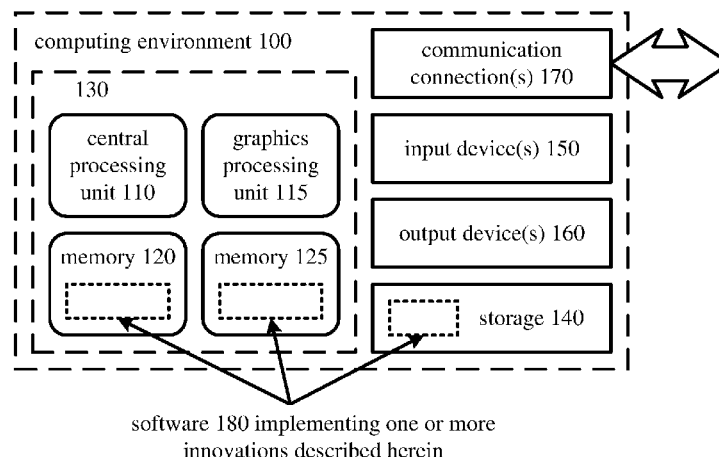 computing environment 100
130
central
processing
unit 110
graphics
processing
unit 115
memory 120
memory 125
communication
connection(s) 170
input device(s) 150
output device(s) 160
storage 140
software 180 implementing one or more
innovations described herein